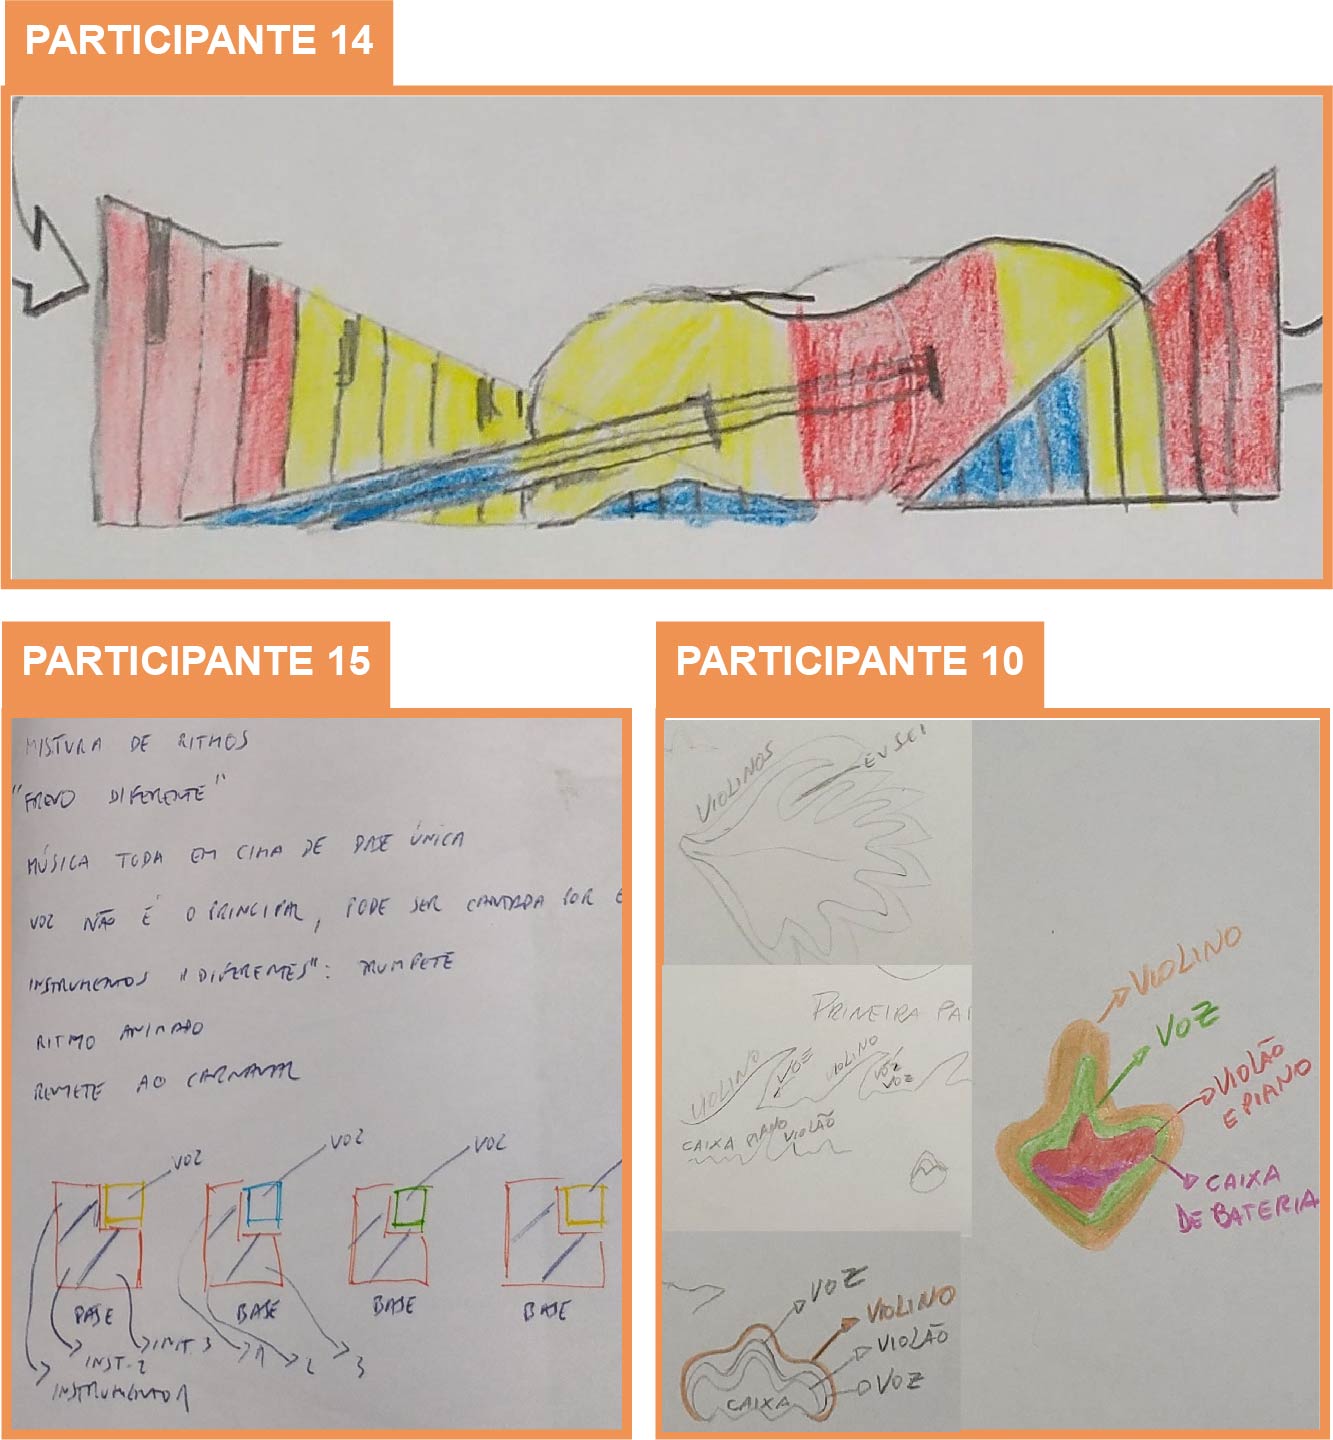 PARTICIPANTE 14
PARTICIPANTE 15
MISTURA DE RITMOS
"FREVO DIFERENTE"
MÚSICA TODA EM CIMA DE BASE ÚNICA
VOZ NÃO É O PRINCIPAL, PODE SER CANTADA POR E
INSTRUMENTOS "DIFERENTES": TRUMPETE
RITMO ANIMADO
REMETE AO CARNAVAL
VOZ
VOZ
VOZ
BASE
BASE
BASE
BASE
INST. 3
INST. 2
INSTRUMENTO 1
1
2
3
PARTICIPANTE 10
VIOLINOS
EU SEI
PRIMEIRA PAR
VIOLINO
VOZ
VIOLINO
VOZ
VOZ
CAIXA PIANO VIOLÃO
VOZ
VIOLINO
VIOLÃO
VOZ
CAIXA
VIOLINO
VOZ
VIOLÃO
E PIANO
CAIXA
DE BATERIA